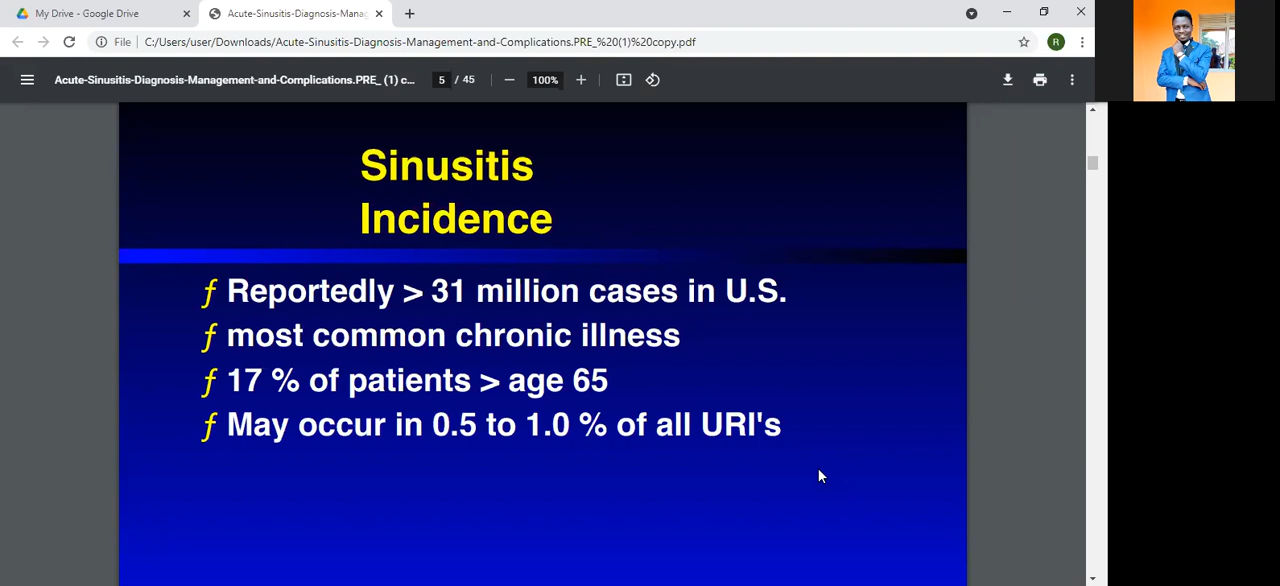 My Drive - Google Drive
Acute-Sinusitis-Diagnosis-Mana
File
C:/Users/user/Downloads/Acute-Sinusitis-Diagnosis-Management-and-Complications.PRE_%20(1)%20copy.pdf
R
Acute-Sinusitis-Diagnosis-Management-and-Complications.PRE_ (1) c...
5 / 45
100%
Sinusitis
Incidence
ƒ Reportedly > 31 million cases in U.S.
ƒ most common chronic illness
ƒ 17 % of patients > age 65
ƒ May occur in 0.5 to 1.0 % of all URI's